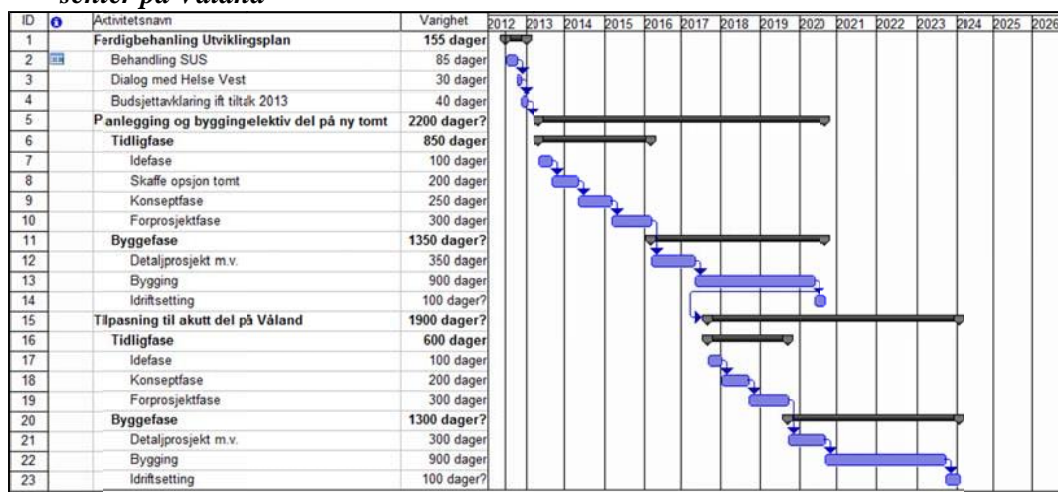 senter på Våland
ID Aktivitetsnavn Varighet 2012 2013 2014 2015 2016 2017 2018 2019 202 2021 2022 2023 2024 2025 2026
1 Ferdigbehanling Utviklingsplan 155 dager
2 Behandling SUS 85 dager
3 Dialog med Helse Vest 30 dager
4 Budsjettavklaring ift tiltak 2013 40 dager
5 Planlegging og bygging-elektiv del på ny tomt 2200 dager?
6 Tidligfase 850 dager
7 Idefase 100 dager
8 Skaffe opsjon tomt 200 dager
9 Konseptfase 250 dager
10 Forprosjektfase 300 dager
11 Byggefase 1350 dager?
12 Detaljprosjekt m.v. 350 dager
13 Bygging 900 dager
14 Idriftsetting 100 dager?
15 Tilpasning til akutt del på Våland 1900 dager?
16 Tidligfase 600 dager
17 Idefase 100 dager
18 Konseptfase 200 dager
19 Forprosjektfase 300 dager
20 Byggefase 1300 dager?
21 Detaljprosjekt m.v. 300 dager
22 Bygging 900 dager
23 Idriftsetting 100 dager?